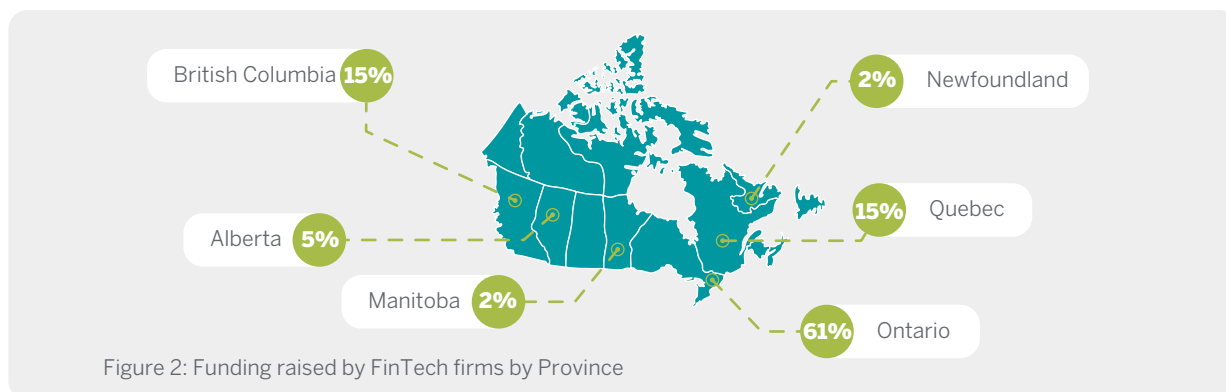 British Columbia 15%
2% Newfoundland
15% Quebec
Alberta 5%
Manitoba 2%
61% Ontario
Figure 2: Funding raised by FinTech firms by Province